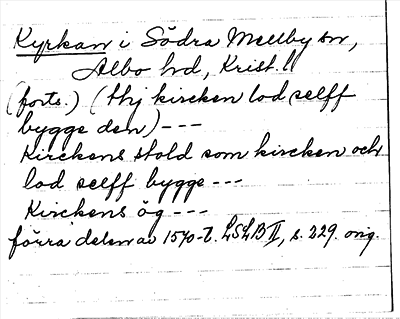 Kyrkan i Södra Mellby sn,
Albo hd, Krist. l.
(forts.) (thj kircken lod selff
bygge den) ---
Kirckens stold som kircken och
lod selff bygge ---
Kirckens ög ---
förra delen av 1570-t. LSLB II, s. 229. orig.